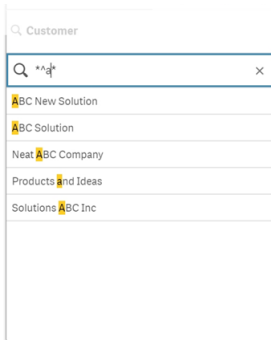 Customer
*^a*
ABC New Solution
ABC Solution
Neat ABC Company
Products and Ideas
Solutions ABC Inc